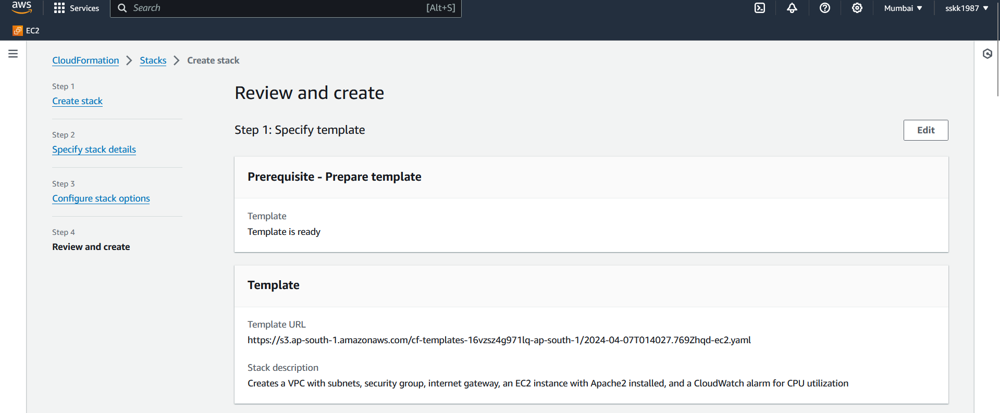 aws
Services
Search
[Alt+S]
Mumbai
sskk1987
EC2
CloudFormation
Stacks
Create stack
Step 1
Create stack
Step 2
Specify stack details
Step 3
Configure stack options
Step 4
Review and create
Review and create
Step 1: Specify template
Edit
Prerequisite - Prepare template
Template
Template is ready
Template
Template URL
https://s3.ap-south-1.amazonaws.com/cf-templates-16vzsz4g971lq-ap-south-1/2024-04-07T014027.769Zhqd-ec2.yaml
Stack description
Creates a VPC with subnets, security group, internet gateway, an EC2 instance with Apache2 installed, and a CloudWatch alarm for CPU utilization